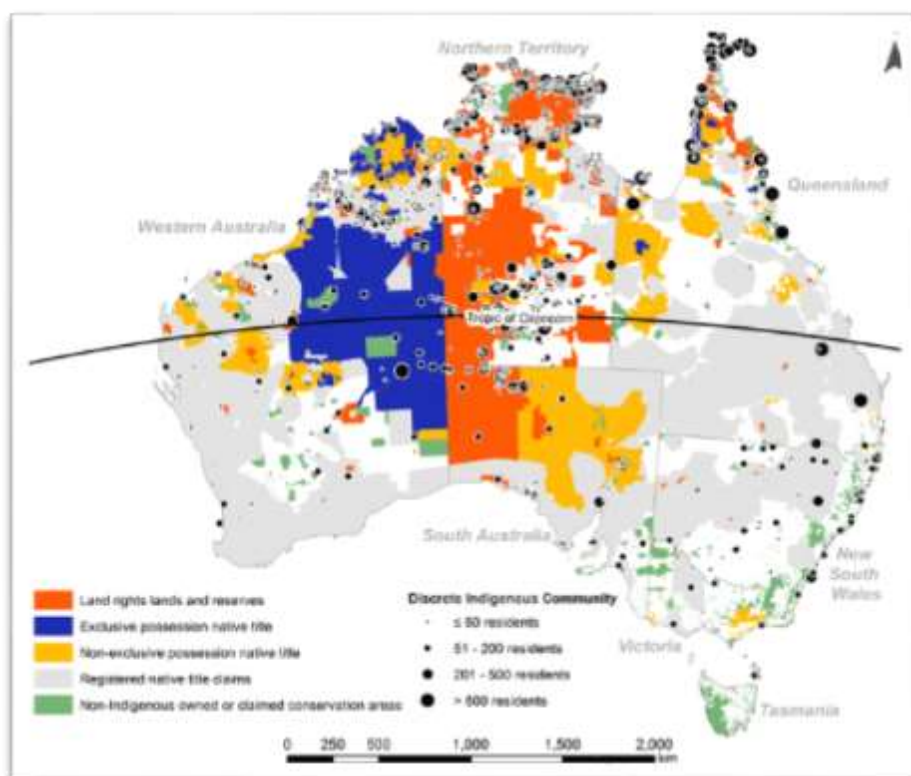 Northern Territory
Queensland
Western Australia
Tropic of Capricorn
South Australia
New
South
Wales
Victoria
Tasmania
Land rights lands and reserves
Exclusive possession native title
Non-exclusive possession native title
Registered native title claims
Non-Indigenous owned or claimed conservation areas
Discrete Indigenous Community
≤ 50 residents
51 - 200 residents
201 - 500 residents
> 500 residents
0 250 500 1,000 1,500 2,000
km